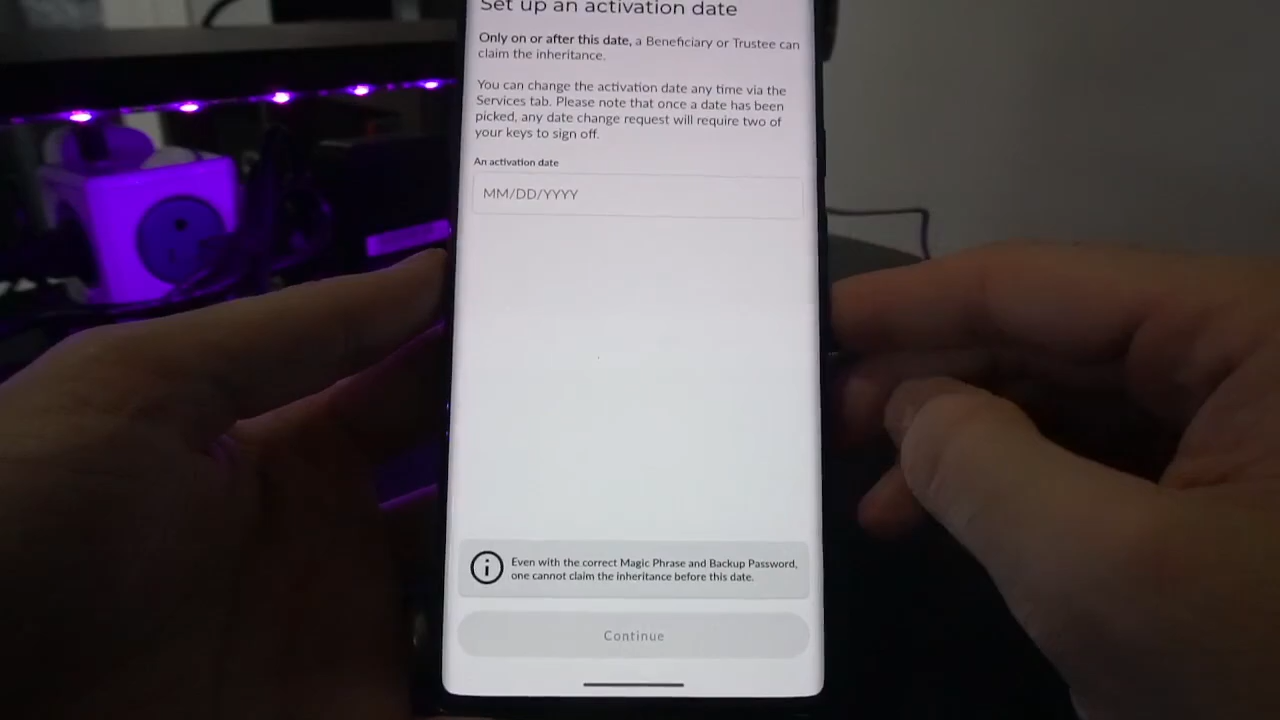 Set up an activation date
Only on or after this date, a Beneficiary or Trustee can
claim the inheritance.
You can change the activation date any time via the
Services tab. Please note that once a date has been
picked, any date change request will require two of
your keys to sign off.
An activation date
MM/DD/YYYY
Even with the correct Magic Phrase and Backup Password,
one cannot claim the inheritance before this date.
Continue